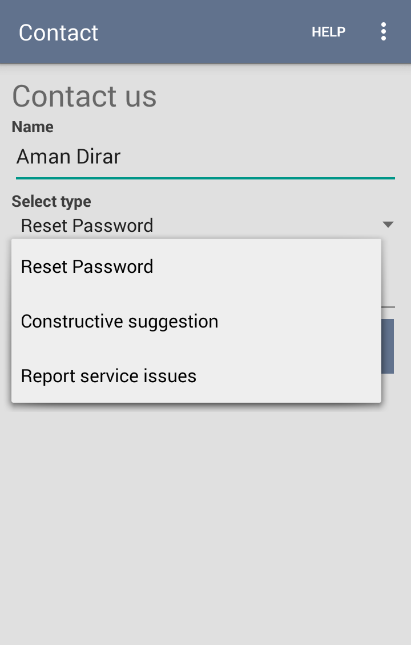 Contact HELP
Contact us
Name
Aman Dirar
Select type
Reset Password
Reset Password
Constructive suggestion
Report service issues